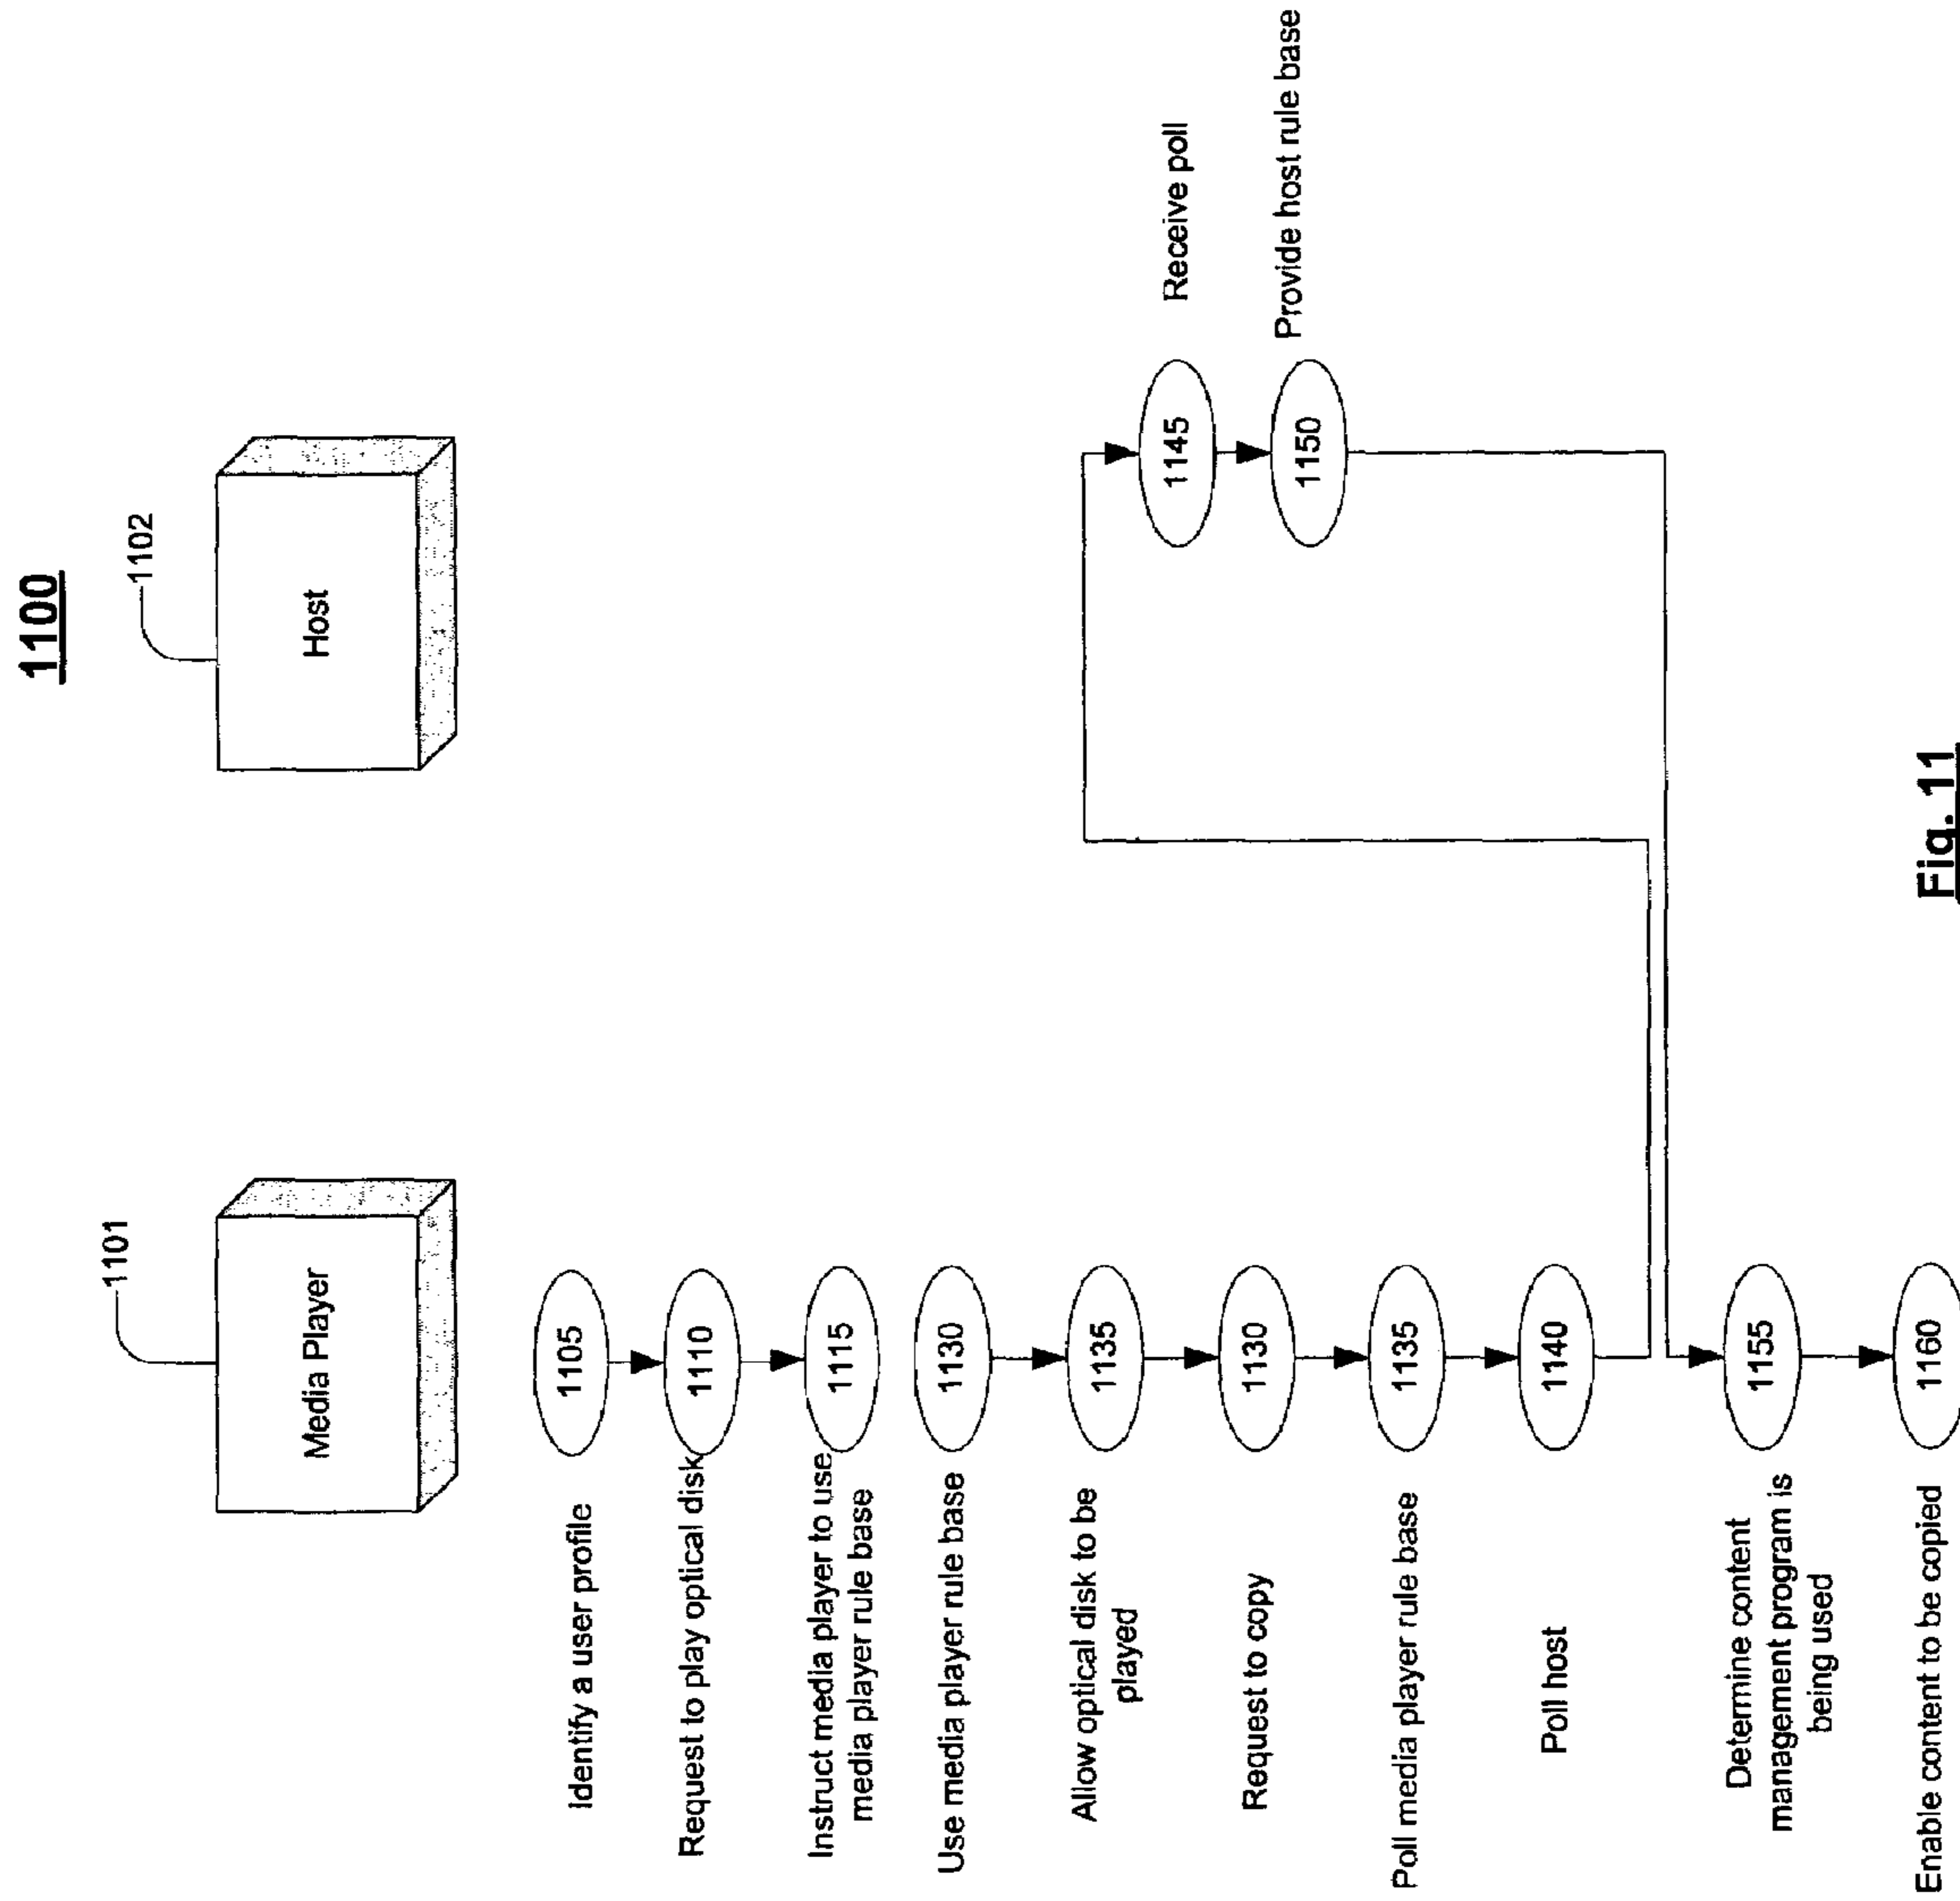 1100
1101
1102
Media Player
Host
Identify a user profile
1105
Request to play optical disk
1110
Instruct media player to use
media player rule base
1115
Use media player rule base
1130
Allow optical disk to be
played
1135
Request to copy
1130
Poll media player rule base
1135
Poll host
1140
1145
Receive poll
1150
Provide host rule base
Determine content
management program is
being used
1155
Enable content to be copied
1160
Fig. 11